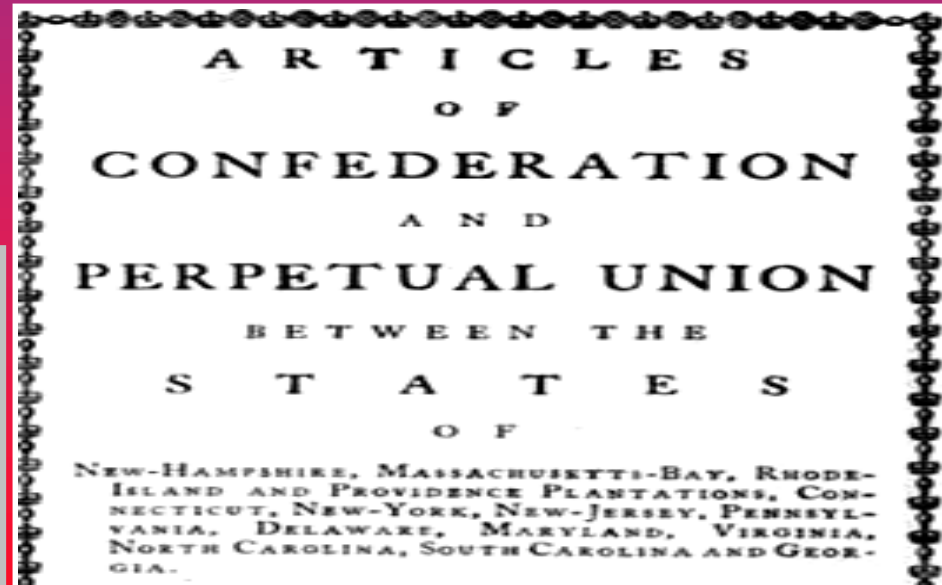 ARTICLES
OF
CONFEDERATION
AND
PERPETUAL UNION
BETWEEN THE
STATES
OF
NEW-HAMPSHIRE, MASSACHUSETTS-BAY, RHODE-
ISLAND AND PROVIDENCE PLANTATIONS, CON-
NECTICUT, NEW-YORK, NEW-JERSEY, PENNSYL-
VANIA, DELAWARE, MARYLAND, VIRGINIA,
NORTH CAROLINA, SOUTH CAROLINA AND GEOR-
GIA.